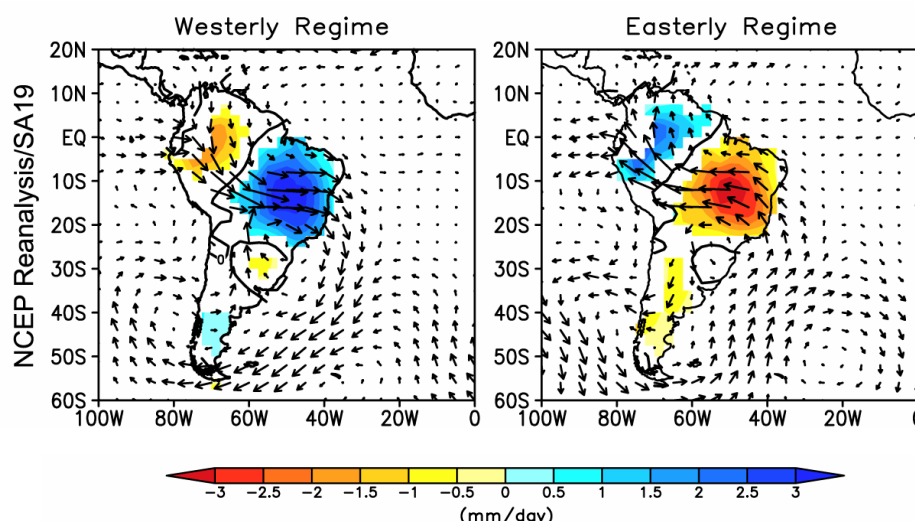 Westerly Regime
Easterly Regime
NCEP Reanalysis/SA19
20N
10N
EQ
10S
20S
30S
40S
50S
60S
100W 80W 60W 40W 20W 0
0
20N
10N
EQ
10S
20S
30S
40S
50S
60S
100W 80W 60W 40W 20W 0
-3 -2.5 -2 -1.5 -1 -0.5 0 0.5 1 1.5 2 2.5 3
(mm/day)